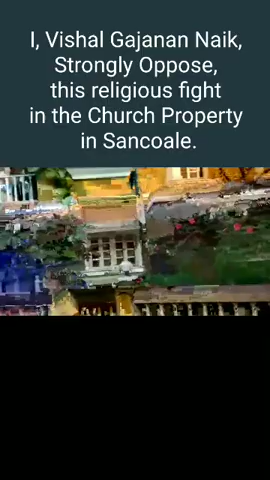 I, Vishal Gajanan Naik,
Strongly Oppose,
this religious fight
in the Church Property
in Sancoale.